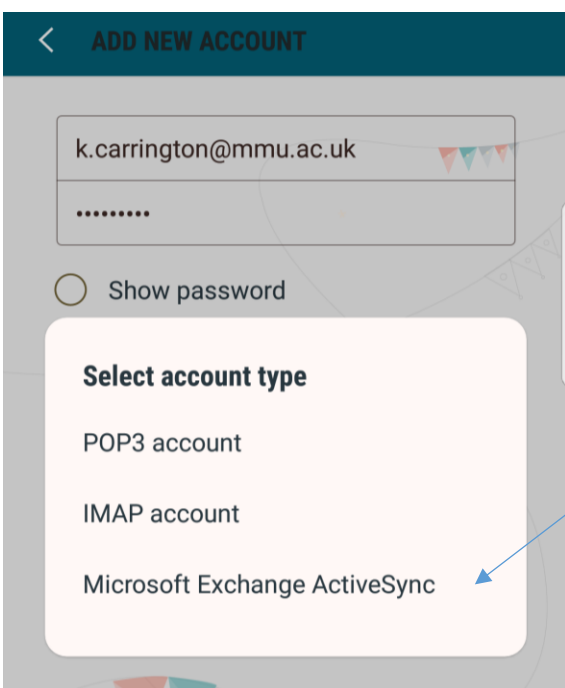 ADD NEW ACCOUNT
k.carrington@mmu.ac.uk
•••••••••
Show password
Select account type
POP3 account
IMAP account
Microsoft Exchange ActiveSync